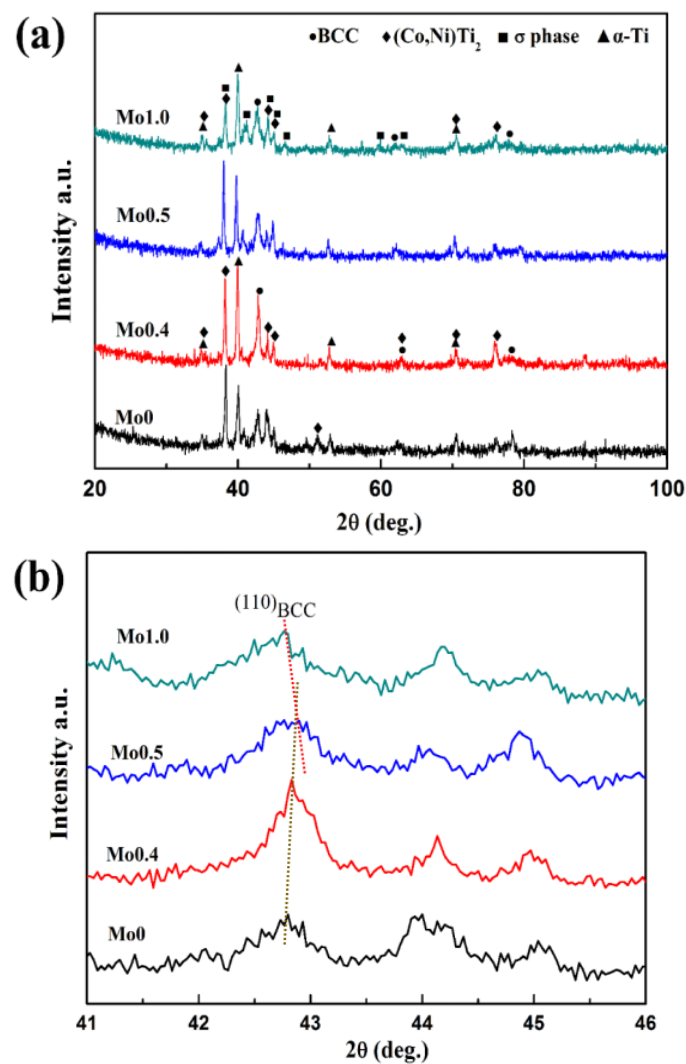 (a)
●BCC ◆(Co,Ni)Ti₂ ■ σ phase ▲α-Ti
Mo1.0
Mo0.5
Mo0.4
Mo0
Intensity a.u.
20 40 60 80 100
2θ (deg.)
(b)
(110)BCC
Mo1.0
Mo0.5
Mo0.4
Mo0
Intensity a.u.
41 42 43 44 45 46
2θ (deg.)